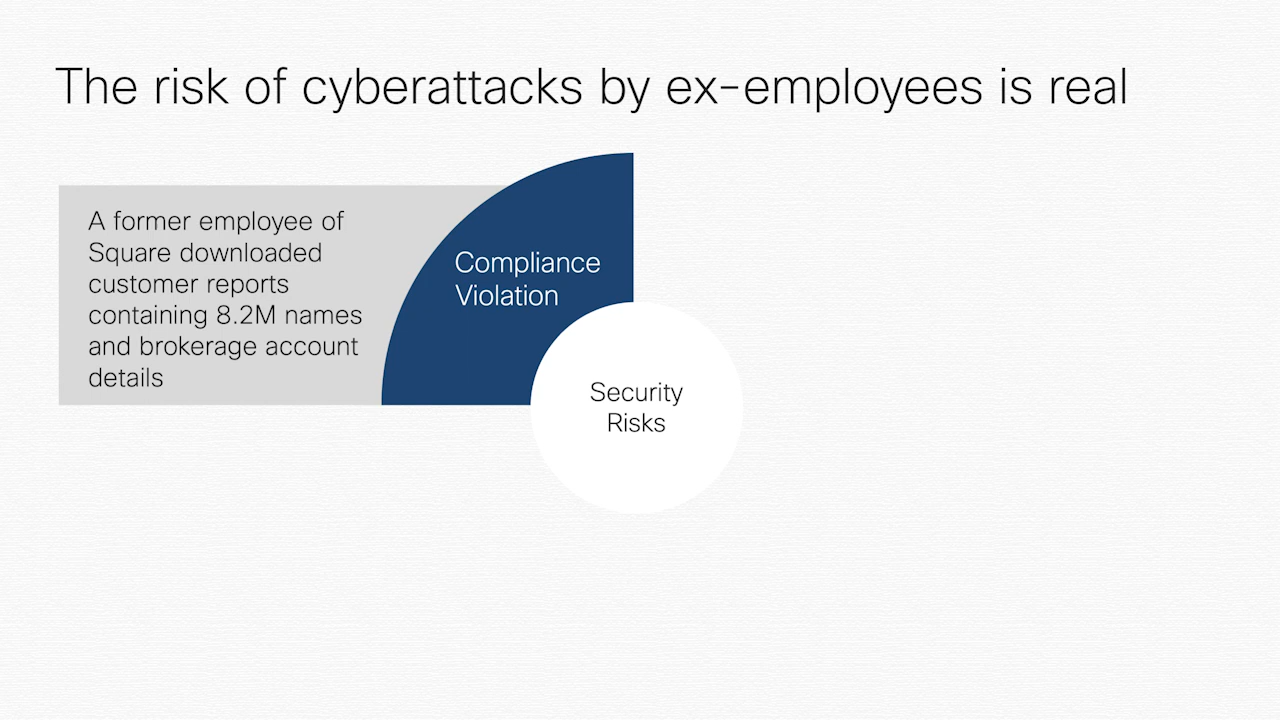 The risk of cyberattacks by ex-employees is real
A former employee of
Square downloaded
customer reports
containing 8.2M names
and brokerage account
details
Compliance
Violation
Security
Risks